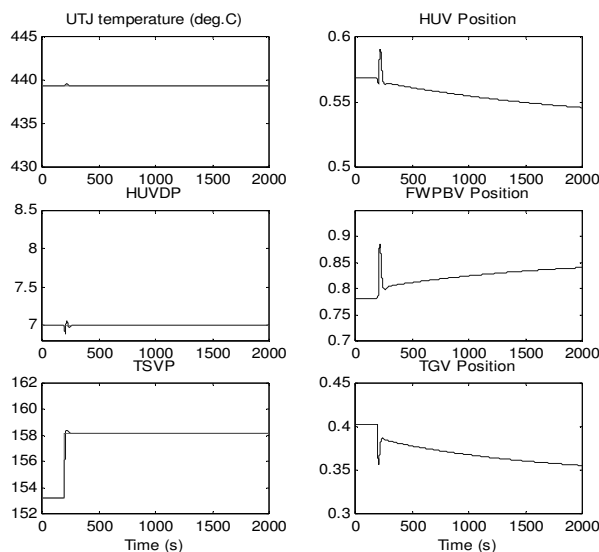 UTJ temperature (deg.C)
445
440
435
430
0 500 1000 1500 2000
HUV Position
0.6
0.55
0.5
0 500 1000 1500 2000
HUVDP
8.5
8
7.5
7
0 500 1000 1500 2000
FWPBV Position
0.9
0.85
0.8
0.75
0.7
0 500 1000 1500 2000
TSVP
162
160
158
156
154
152
0 500 1000 1500 2000
Time (s)
TGV Position
0.45
0.4
0.35
0.3
0 500 1000 1500 2000
Time (s)